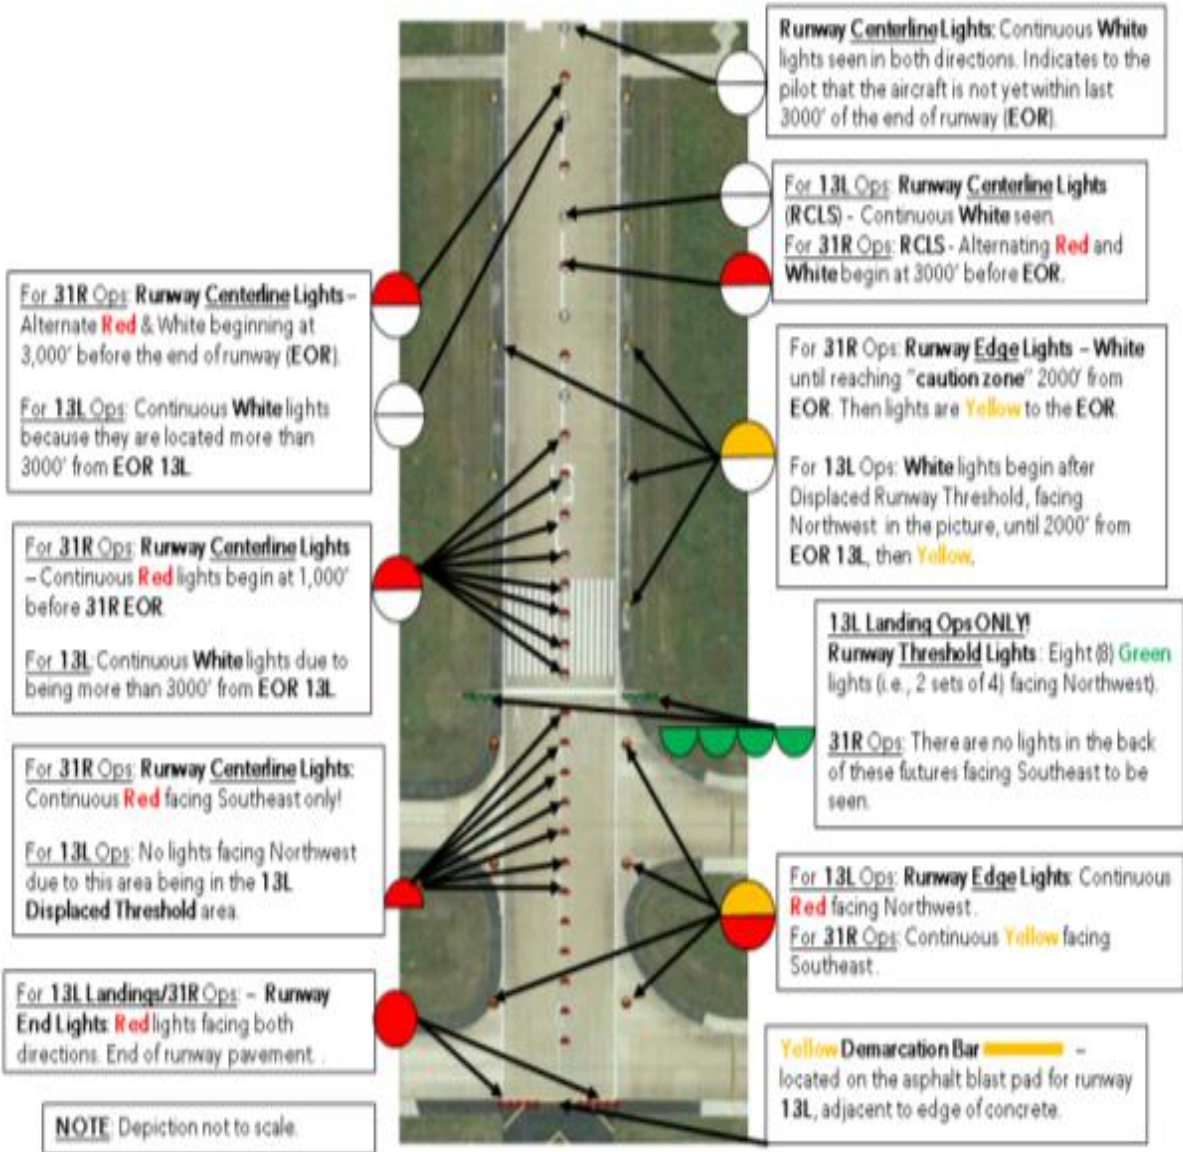 Runway Centerline Lights: Continuous White
lights seen in both directions. Indicates to the
pilot that the aircraft is not yet within last
3000' of the end of runway (EOR).
For 13L Ops: Runway Centerline Lights
(RCLS) - Continuous White seen.
For 31R Ops: RCLS - Alternating Red and
White begin at 3000' before EOR.
For 31R Ops: Runway Centerline Lights –
Alternate Red & White beginning at
3,000' before the end of runway (EOR).
For 13L Ops: Continuous White lights
because they are located more than
3000' from EOR 13L.
For 31R Ops: Runway Edge Lights – White
until reaching "caution zone" 2000' from
EOR. Then lights are Yellow to the EOR.
For 13L Ops: White lights begin after
Displaced Runway Threshold, facing
Northwest in the picture, until 2000' from
EOR 13L, then Yellow.
For 31R Ops: Runway Centerline Lights
– Continuous Red lights begin at 1,000'
before 31R EOR
For 13L: Continuous White lights due to
being more than 3000' from EOR 13L.
13L Landing Ops ONLY!
Runway Threshold Lights: Eight (8) Green
lights (i.e., 2 sets of 4) facing Northwest).
31R Ops: There are no lights in the back
of these fixtures facing Southeast to be
seen.
For 31R Ops: Runway Centerline Lights:
Continuous Red facing Southeast only!
For 13L Ops: No lights facing Northwest
due to this area being in the 13L
Displaced Threshold area.
For 13L Ops: Runway Edge Lights: Continuous
Red facing Northwest.
For 31R Ops: Continuous Yellow facing
Southeast.
For 13L Landings/31R Ops: – Runway
End Lights: Red lights facing both
directions. End of runway pavement. .
Yellow Demarcation Bar –
located on the asphalt blast pad for runway
13L, adjacent to edge of concrete.
NOTE: Depiction not to scale.